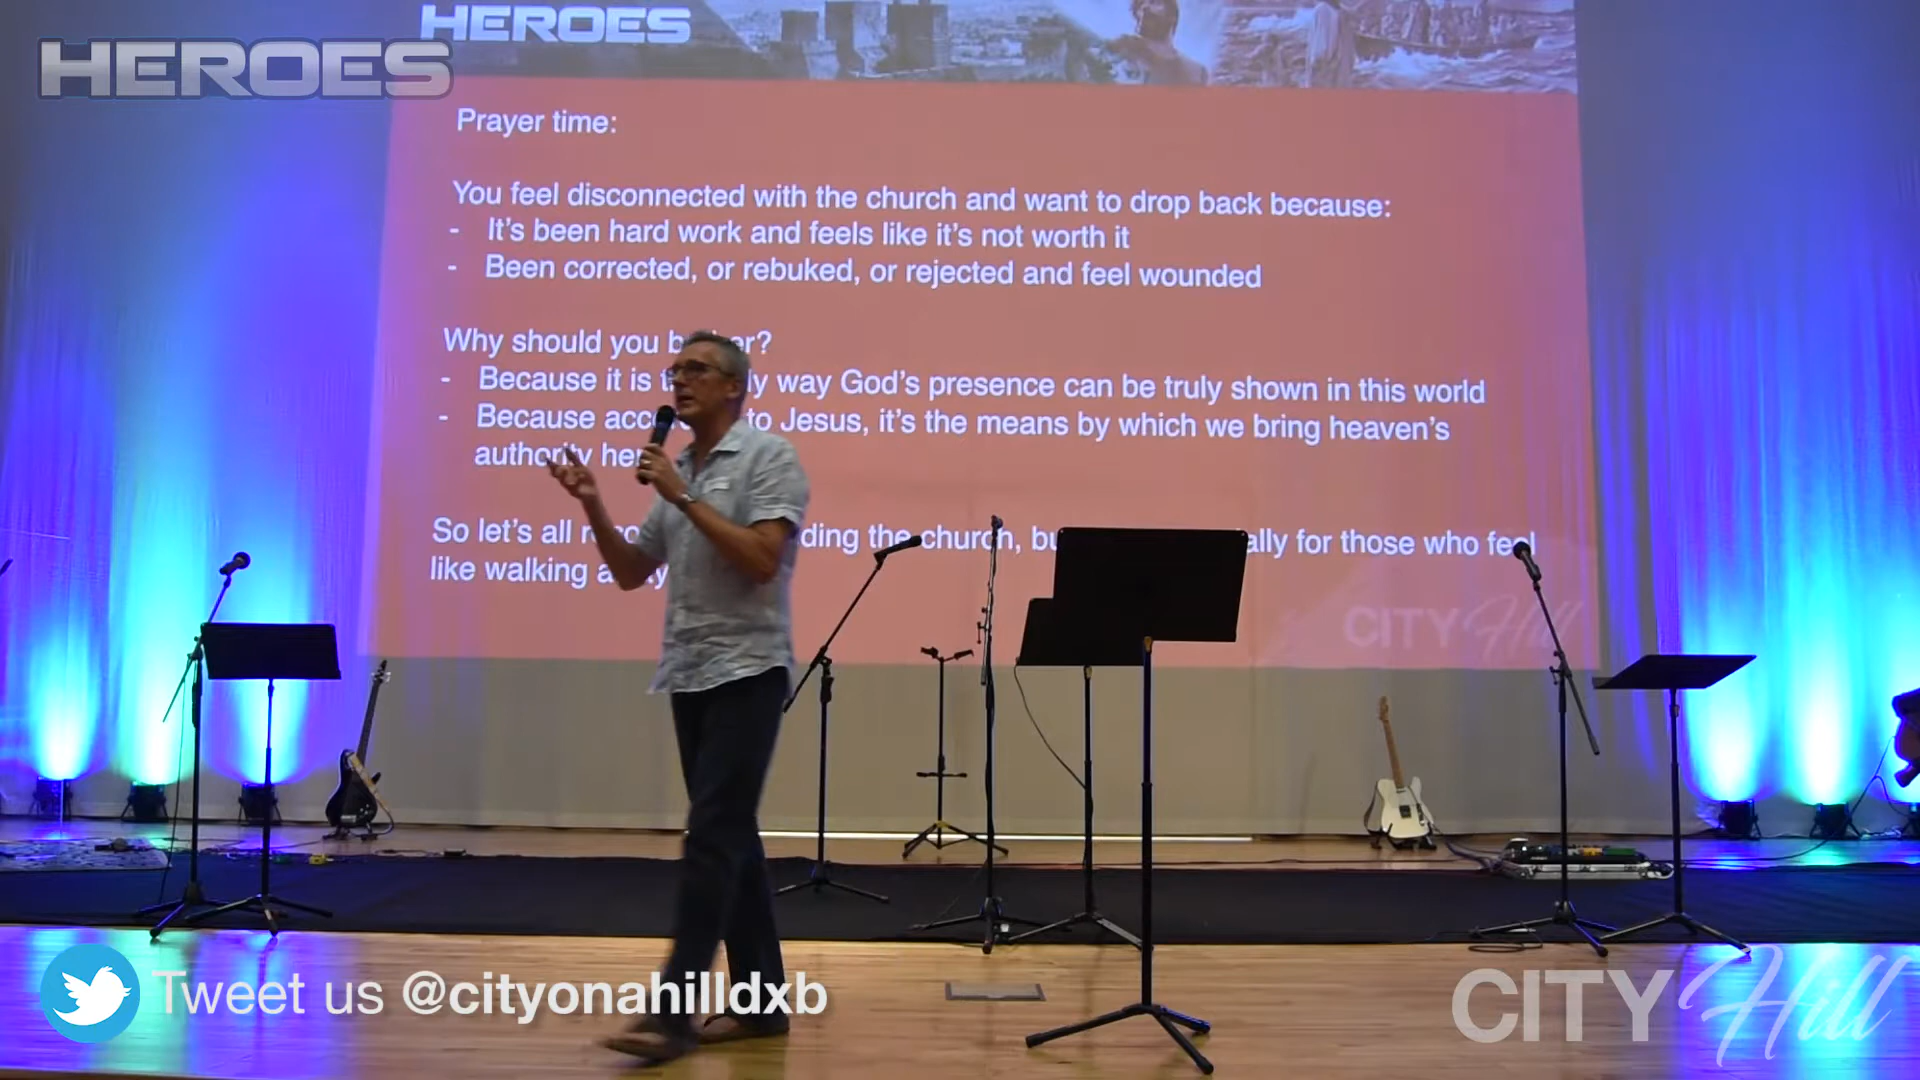 HEROES
HEROES
Prayer time:
You feel disconnected with the church and want to drop back because:
- It's been hard work and feels like it's not worth it
- Been corrected, or rebuked, or rejected and feel wounded
Why should you
- Because it is way God's presence can be truly shown in this world
- Because to Jesus, it's the means by which we bring heaven's
authority
So let's all the church, for those who feel
like walking
CITY Hill
Tweet us @cityonahilldxb
CITY Hill